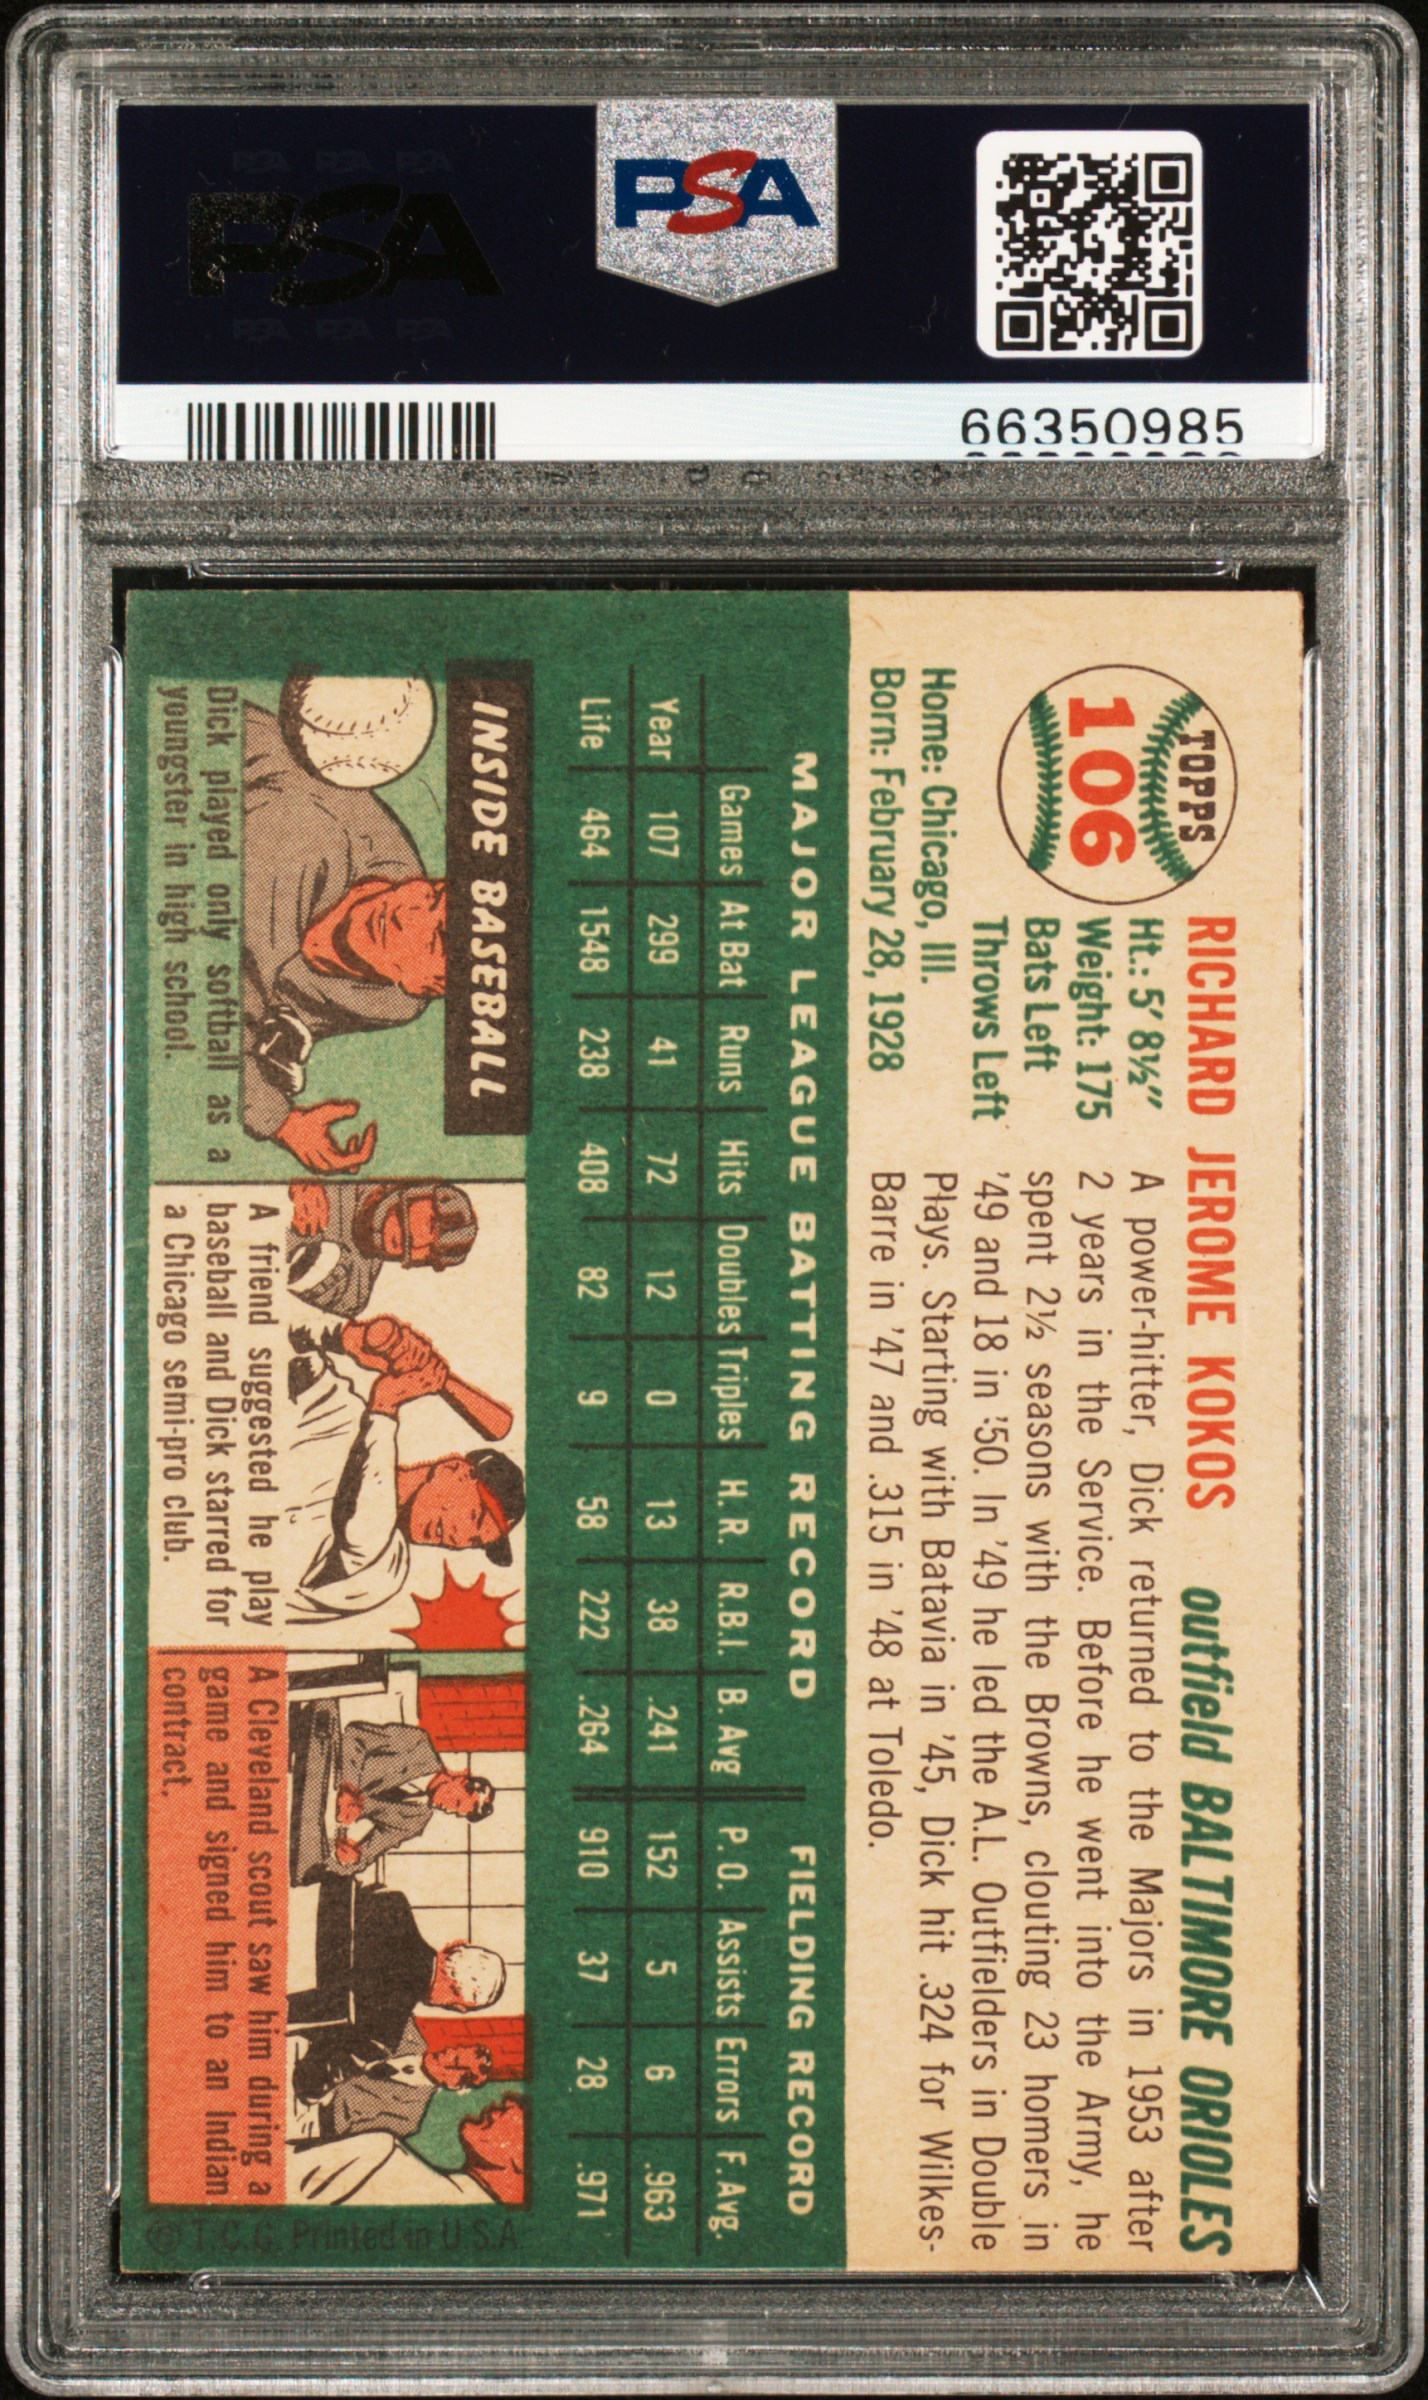 PSA
PSA
PSA PSA PSA
PSA PSA PSA
66350985
TOPPS
106
RICHARD JEROME KOKOS outfield BALTIMORE ORIOLES
Ht.: 5' 8½"
Weight: 175
Bats Left
Throws Left
Home: Chicago, Ill.
Born: February 28, 1928
A power-hitter, Dick returned to the Majors in 1953 after
2 years in the Service. Before he went into the Army, he
spent 2½ seasons with the Browns, clouting 23 homers in
'49 and 18 in '50. In '49 he led the A.L. Outfielders in Double
Plays. Starting with Batavia in '45, Dick hit .324 for Wilkes-
Barre in '47 and .315 in '48 at Toledo.
MAJOR LEAGUE BATTING RECORD FIELDING RECORD
Games At Bat Runs Hits Doubles Triples H. R. R.B.I. B. Avg P. O. Assists Errors F. Avg.
Year 107 299 41 72 12 0 13 38 .241 152 5 6 .963
Life 464 1548 238 408 82 9 58 222 .264 910 37 28 .971
INSIDE BASEBALL
Dick played only softball as a
youngster in high school.
A friend suggested he play
baseball and Dick starred for
a Chicago semi-pro club.
A Cleveland scout saw him during a
game and signed him to an Indian
contract.
© T.C.G. Printed in U.S.A